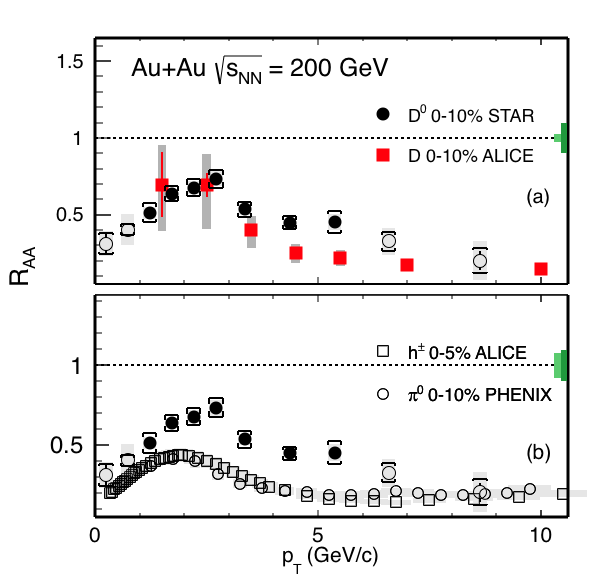 1.5
Au+Au √sNN = 200 GeV
D0 0-10% STAR
1
D 0-10% ALICE
(a)
0.5
RAA
h± 0-5% ALICE
1
π0 0-10% PHENIX
0.5
(b)
0 5 10
pT (GeV/c)